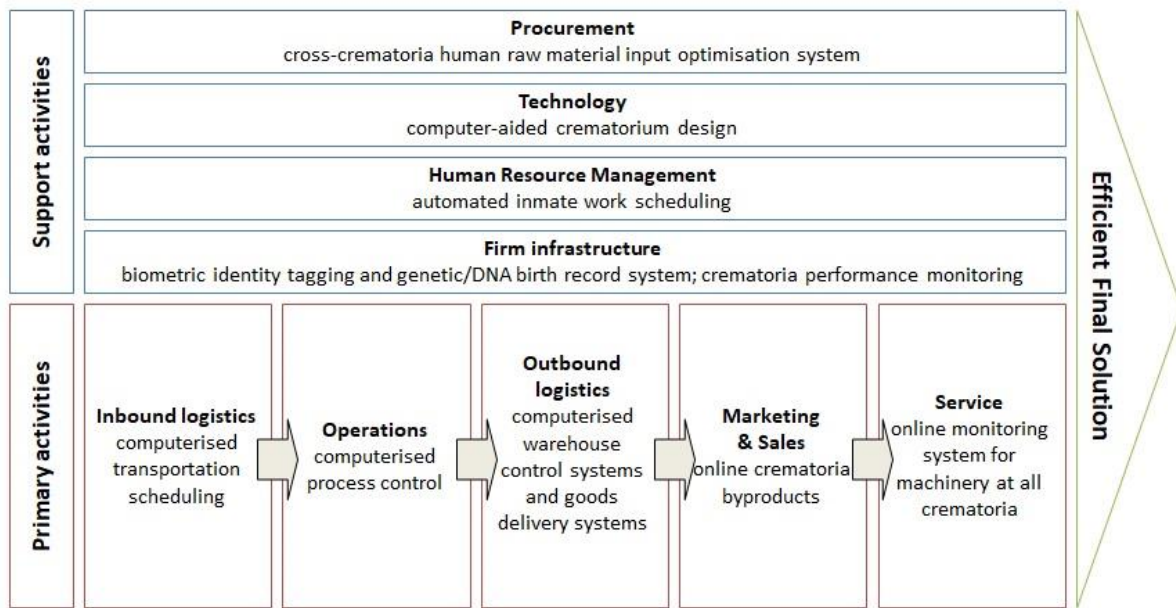 Support activities
Procurement
cross-crematoria human raw material input optimisation system
Technology
computer-aided crematorium design
Human Resource Management
automated inmate work scheduling
Firm infrastructure
biometric identity tagging and genetic/DNA birth record system; crematoria performance monitoring
Primary activities
Inbound logistics
computerised
transportation
scheduling
Operations
computerised
process control
Outbound
logistics
computerised
warehouse
control systems
and goods
delivery systems
Marketing
& Sales
online crematoria
byproducts
Service
online monitoring
system for
machinery at all
crematoria
Efficient Final Solution